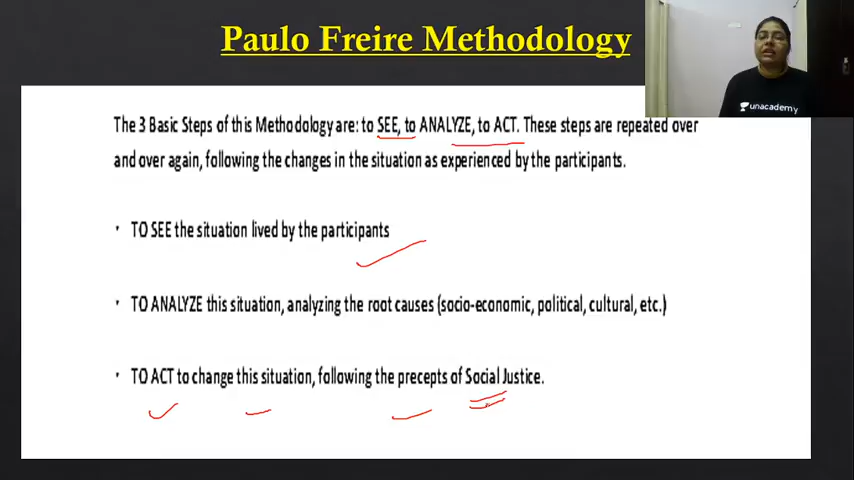 Paulo Freire Methodology
unacademy
The 3 Basic Steps of this Methodology are: to SEE, to ANALYZE, to ACT. These steps are repeated over
and over again, following the changes in the situation as experienced by the participants.
· TO SEE the situation lived by the participants
· TO ANALYZE this situation, analyzing the root causes (socio-economic, political, cultural, etc.)
· TO ACT to change this situation, following the precepts of Social Justice.